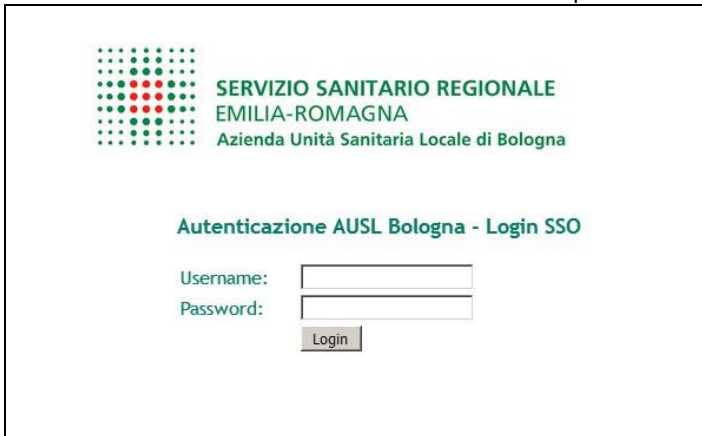 SERVIZIO SANITARIO REGIONALE
EMILIA-ROMAGNA
Azienda Unità Sanitaria Locale di Bologna
Autenticazione AUSL Bologna - Login SSO
Username:
Password:
Login